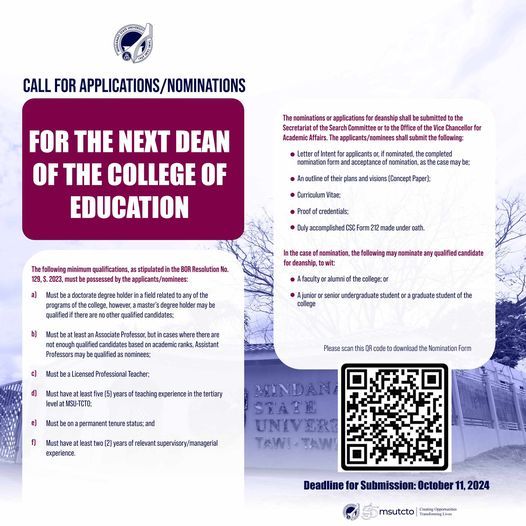 CALL FOR APPLICATIONS/NOMINATIONS
FOR THE NEXT DEAN
OF THE COLLEGE OF
EDUCATION
The following minimum qualifications, as stipulated in the BOR Resolution No.
129, S. 2023, must be possessed by the applicants/nominees:
a) Must be a doctorate degree holder in a field related to any of the
programs of the college, however, a master's degree holder may be
qualified if there are no other qualified candidates;
b) Must be at least an Associate Professor, but in cases where there are
not enough qualified candidates based on academic ranks, Assistant
Professors may be qualified as nominees;
c) Must be a Licensed Professional Teacher;
d) Must have at least five (5) years of teaching experience in the tertiary
level at MSU-TCTO;
e) Must be on a permanent tenure status; and
f) Must have at least two (2) years of relevant supervisory/managerial
experience.
The nominations or applications for deanship shall be submitted to the
Secretariat of the Search Committee or to the Office of the Vice Chancellor for
Academic Affairs. The applicants/nominees shall submit the following:
• Letter of Intent for applicants or, if nominated, the completed
nomination form and acceptance of nomination, as the case may be;
• An outline of their plans and visions (Concept Paper);
• Curriculum Vitae;
• Proof of credentials;
• Duly accomplished CSC Form 212 made under oath.
In the case of nomination, the following may nominate any qualified candidate
for deanship, to wit:
• A faculty or alumni of the college; or
• A junior or senior undergraduate student or a graduate student of the
college
Please scan this QR code to download the Nomination Form
MINDANA
STATE
UNIVER
TAWI-TAWI
Deadline for Submission: October 11, 2024
msutcto
Creating Opportunities
Transforming Lives